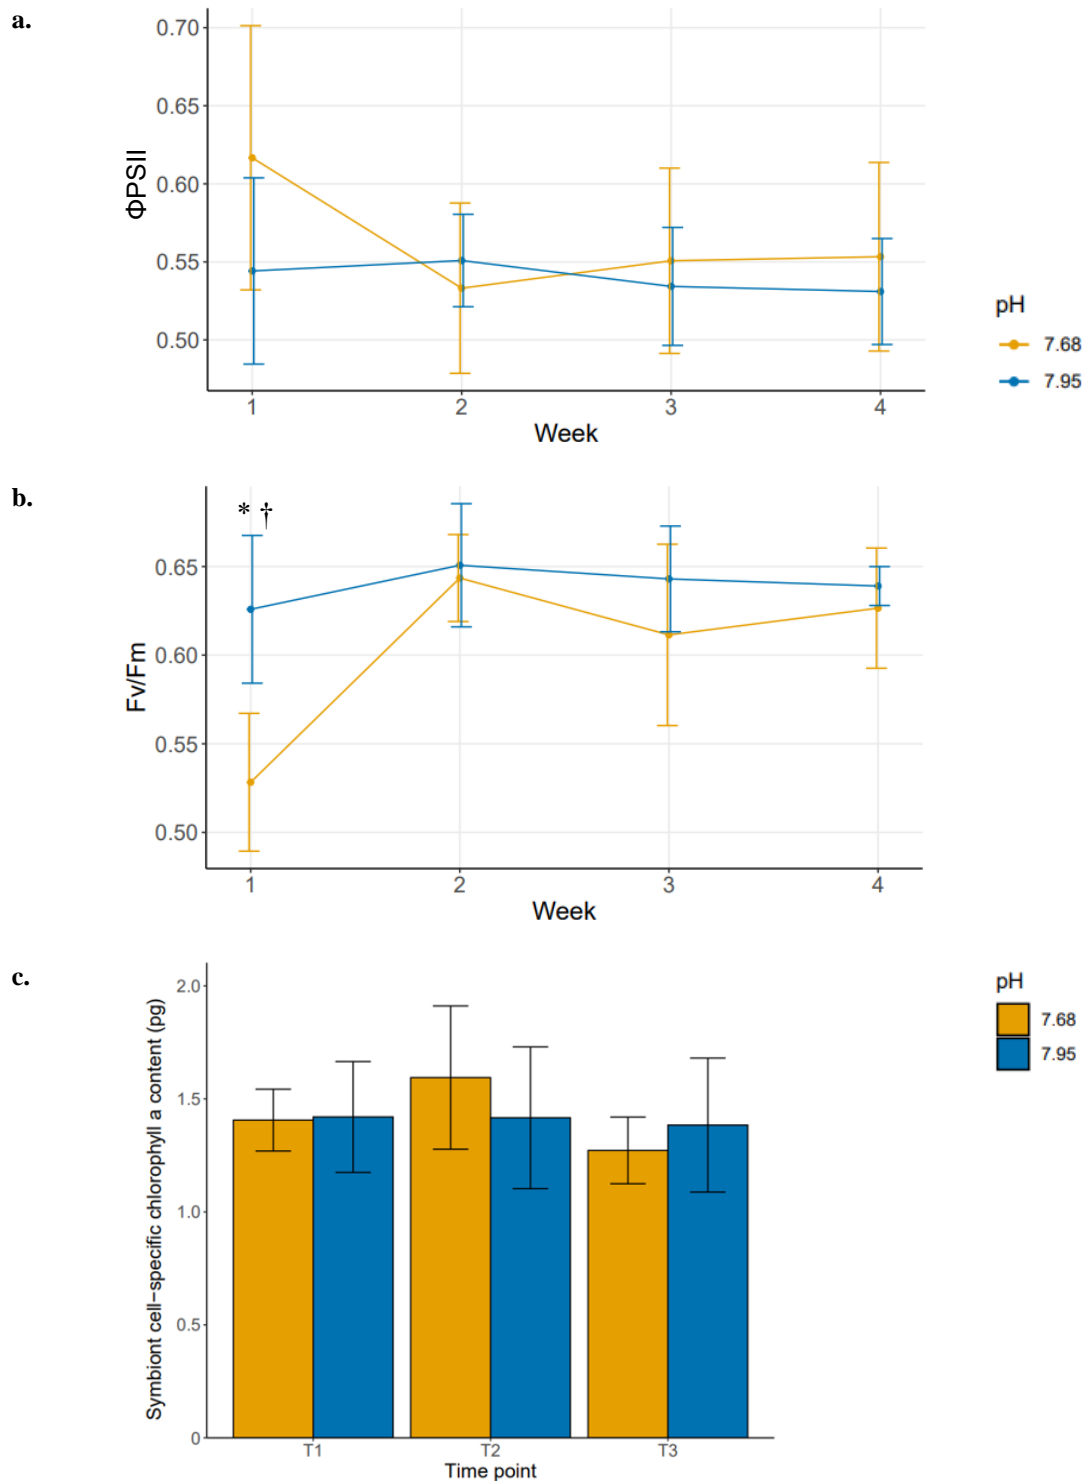 a.
0.70
0.65
0.60
0.55
0.50
ΦPSII
1 2 3 4
Week
pH
7.68
7.95
b.
* †
0.65
0.60
0.55
0.50
Fv/Fm
1 2 3 4
Week
c.
2.0
1.5
1.0
0.5
0
Symbiont cell−specific chlorophyll a content (pg)
T1 T2 T3
Time point
pH
7.68
7.95